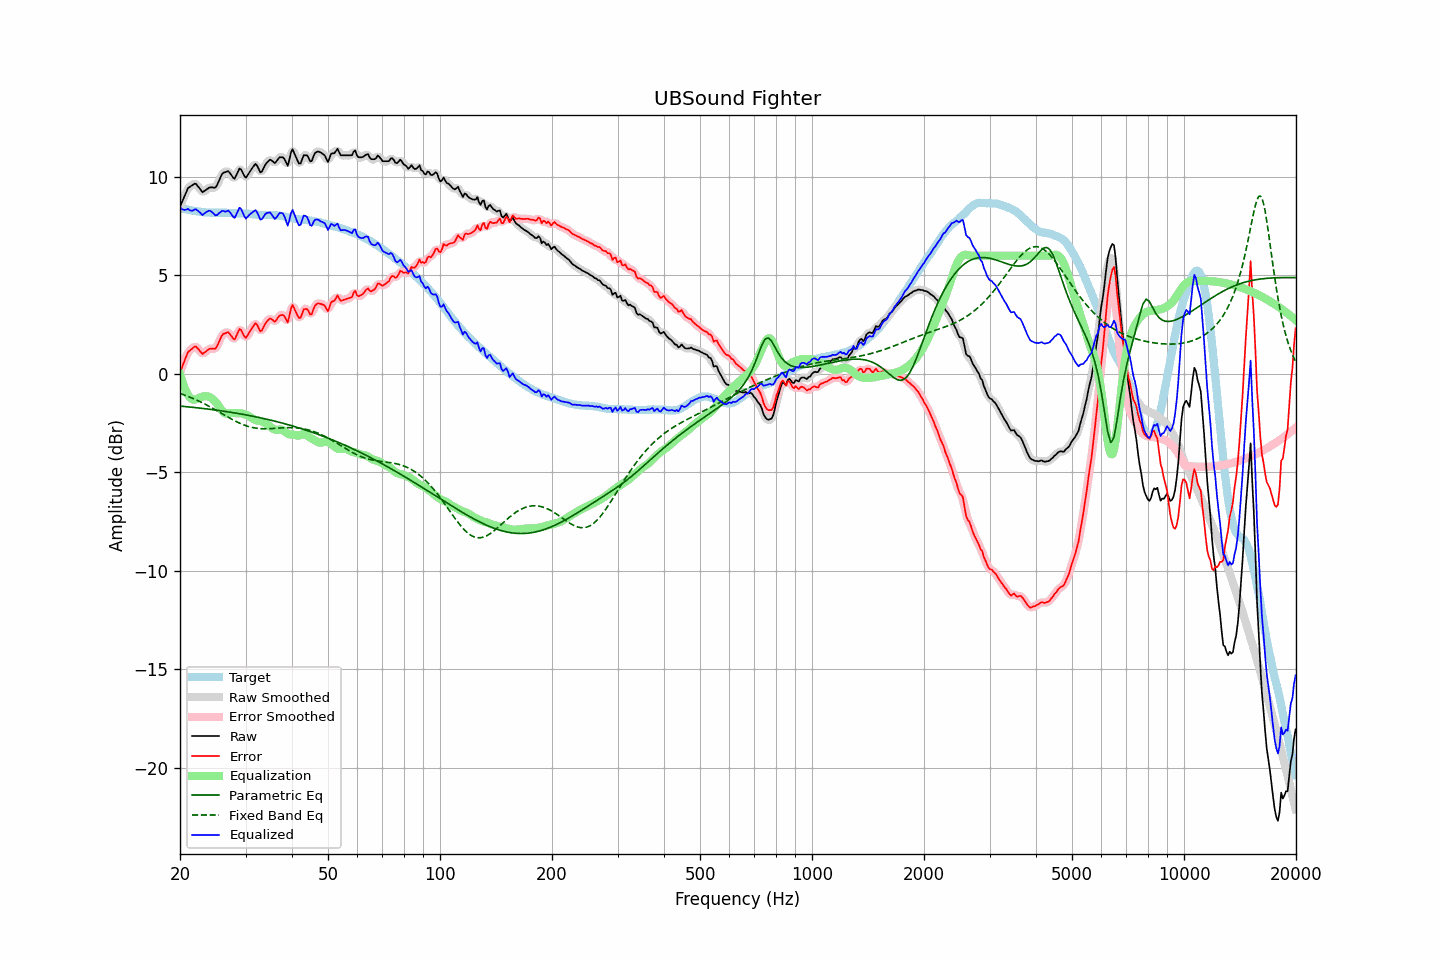 UBSound Fighter
Amplitude (dBr)
10
5
0
−5
−10
−15
−20
Target
Raw Smoothed
Error Smoothed
Raw
Error
Equalization
Parametric Eq
Fixed Band Eq
Equalized
20 50 100 200 500 1000 2000 5000 10000 20000
Frequency (Hz)